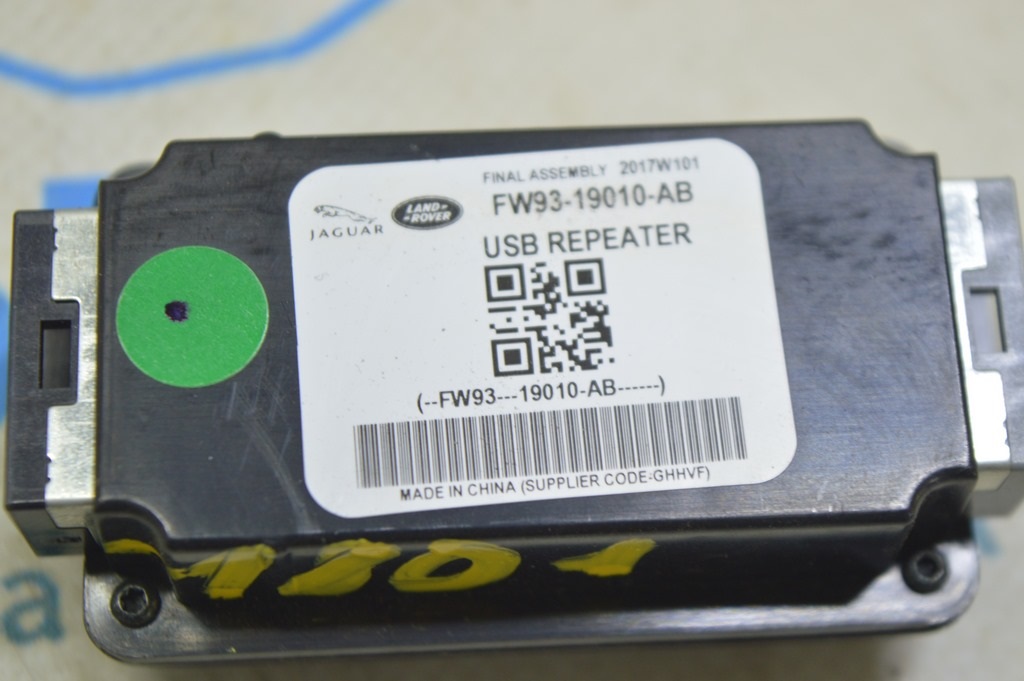 FINAL ASSEMBLY 2017W101
JAGUAR
LAND-
-ROVER
FW93-19010-AB
USB REPEATER
(--FW93---19010-AB------)
MADE IN CHINA (SUPPLIER CODE-GHHVF)
a